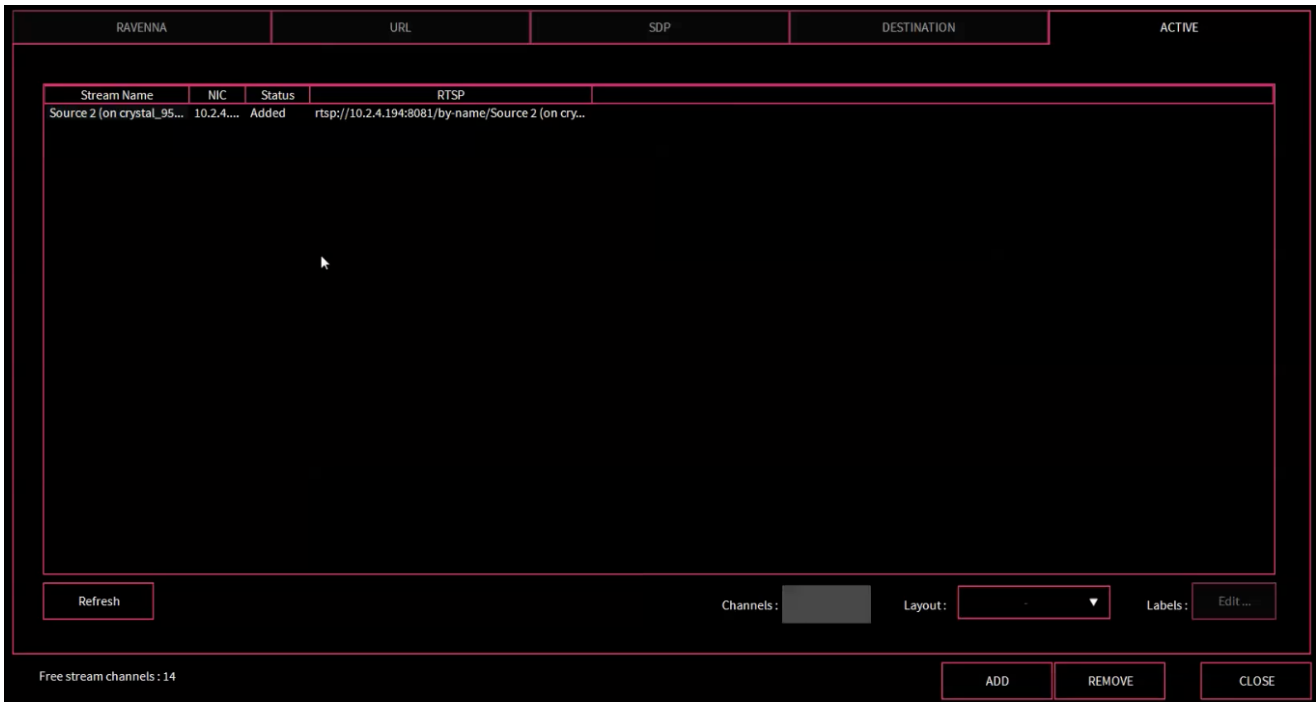 RAVENNA URL SDP DESTINATION ACTIVE
Stream Name NIC Status RTSP
Source 2 (on crystal_95... 10.2.4.... Added rtsp://10.2.4.194:8081/by-name/Source 2 (on cry...
Refresh Channels : Layout : - Labels : Edit ...
Free stream channels : 14 ADD REMOVE CLOSE